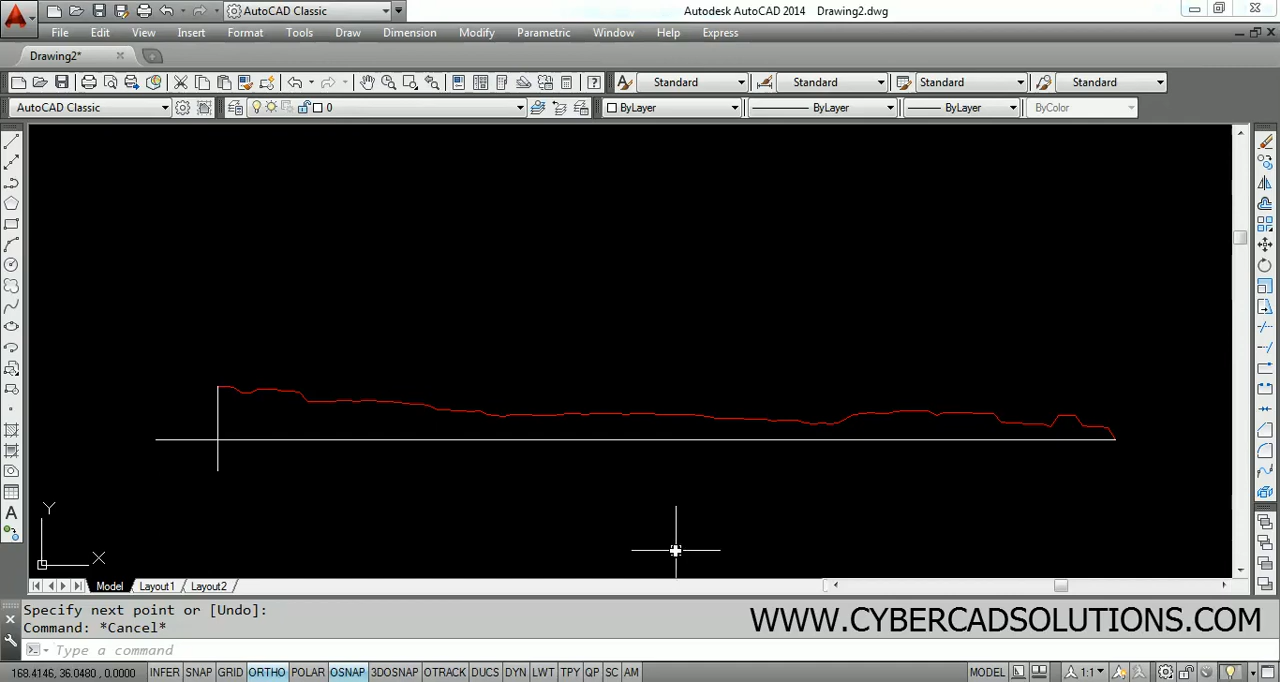 AutoCAD Classic
Autodesk AutoCAD 2014 Drawing2.dwg
File Edit View Insert Format Tools Draw Dimension Modify Parametric Window Help Express
Drawing2*
Standard Standard Standard Standard
AutoCAD Classic 0 ByLayer ByLayer ByLayer ByColor
Y
X
Model Layout1 Layout2
Specify next point or [Undo]:
Command: *Cancel*
WWW.CYBERCADSOLUTIONS.COM
Type a command
168.4146, 36.0480, 0.0000 INFER SNAP GRID ORTHO POLAR OSNAP 3DOSNAP OTRACK DUCS DYN LWT TPY QP SC AM MODEL 1:1